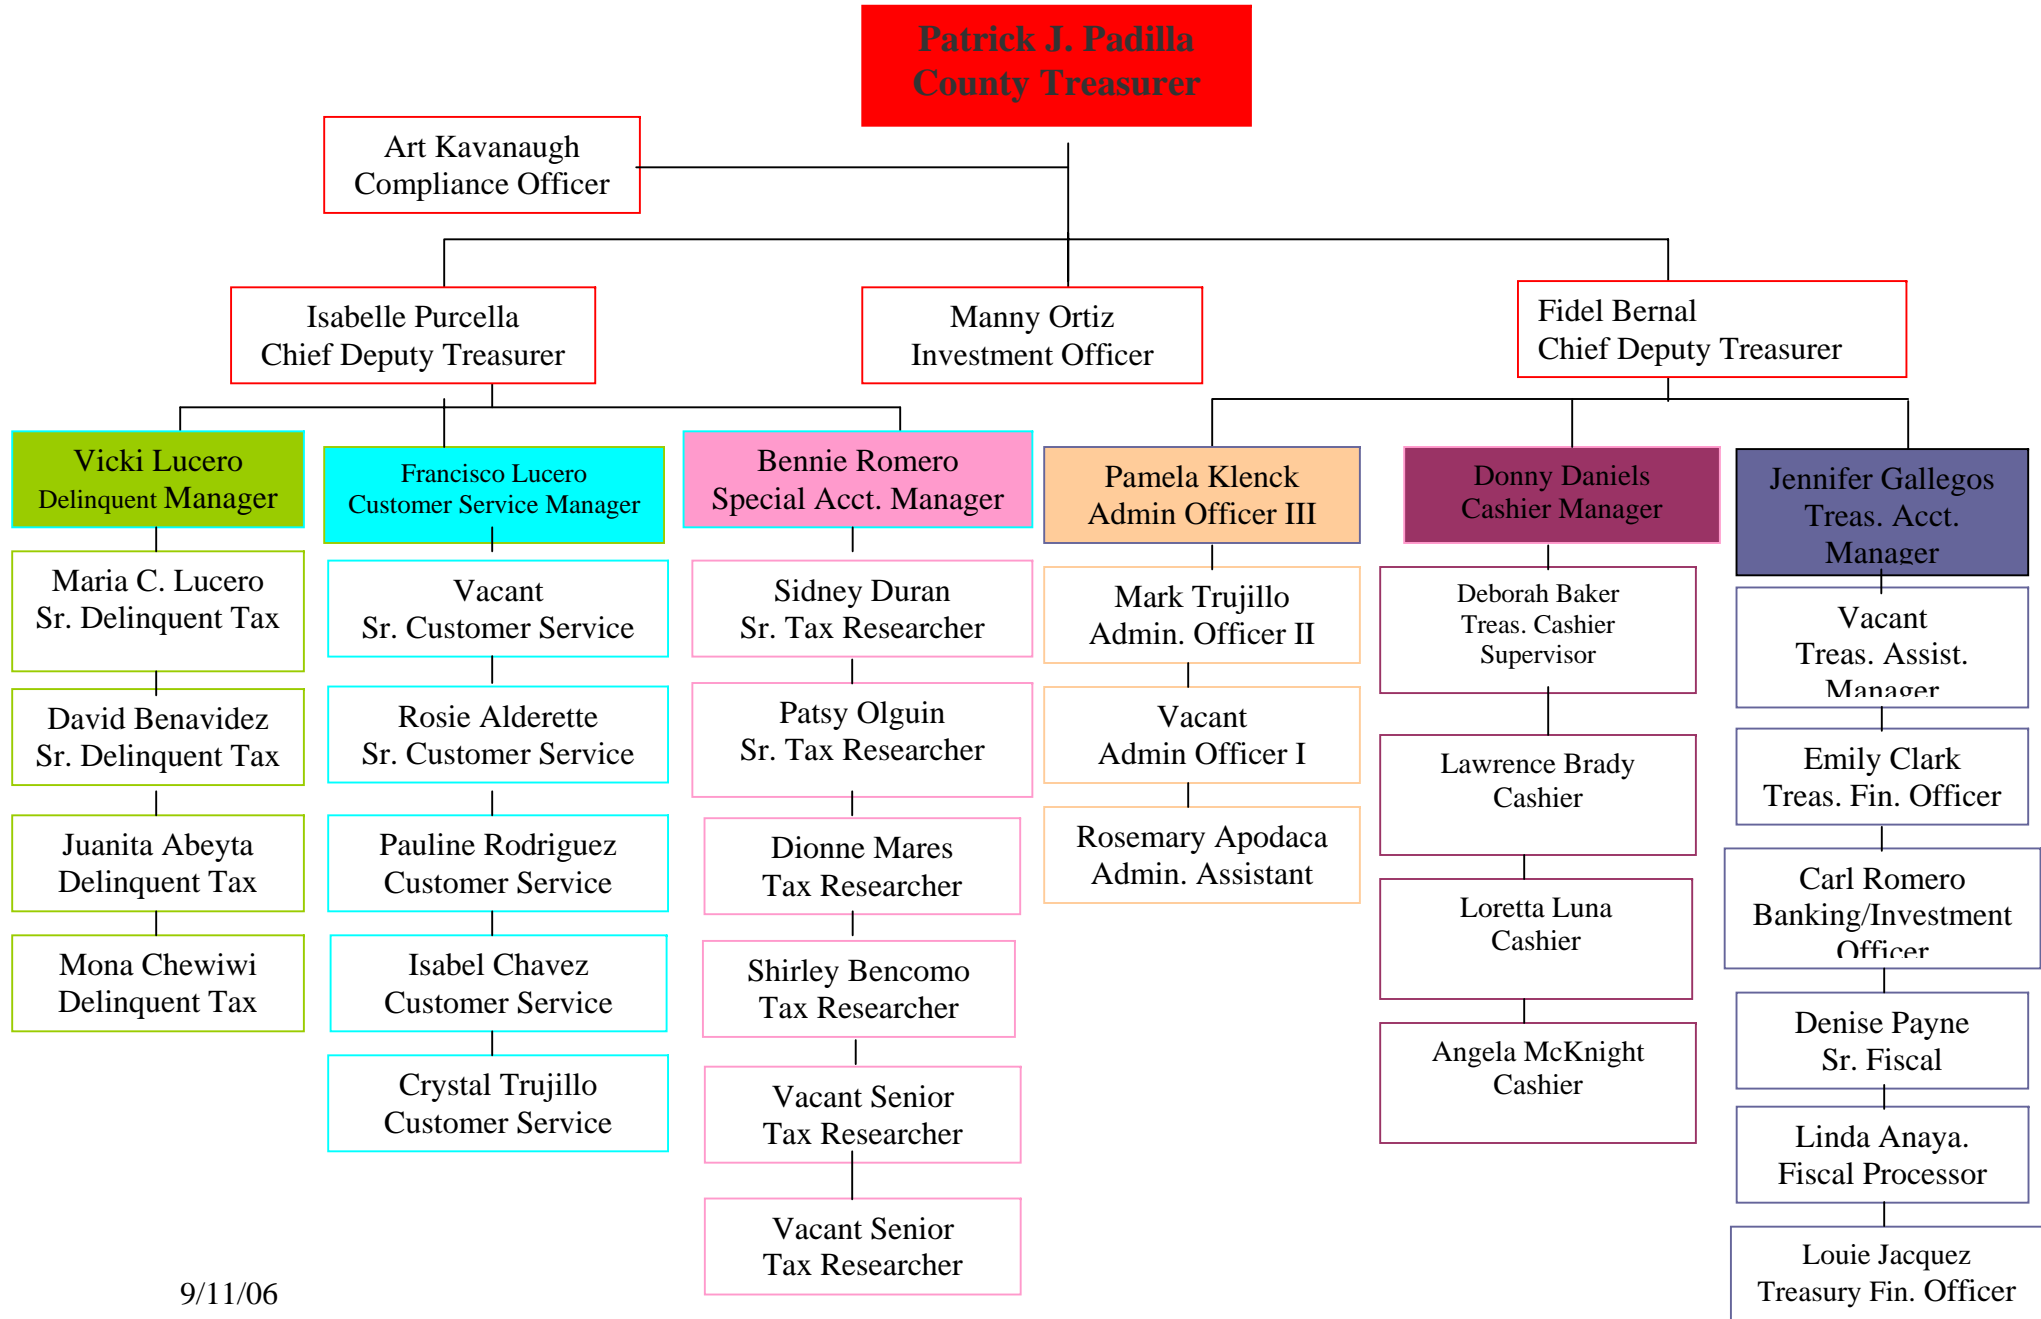 Patrick J. Padilla
County Treasurer
Art Kavanaugh
Compliance Officer
Isabelle Purcella
Chief Deputy Treasurer
Manny Ortiz
Investment Officer
Fidel Bernal
Chief Deputy Treasurer
Vicki Lucero
Delinquent Manager
Maria C. Lucero
Sr. Delinquent Tax
David Benavidez
Sr. Delinquent Tax
Juanita Abeyta
Delinquent Tax
Mona Chewiwi
Delinquent Tax
Francisco Lucero
Customer Service Manager
Vacant
Sr. Customer Service
Rosie Alderette
Sr. Customer Service
Pauline Rodriguez
Customer Service
Isabel Chavez
Customer Service
Crystal Trujillo
Customer Service
Bennie Romero
Special Acct. Manager
Sidney Duran
Sr. Tax Researcher
Patsy Olguin
Sr. Tax Researcher
Dionne Mares
Tax Researcher
Shirley Bencomo
Tax Researcher
Vacant Senior
Tax Researcher
Vacant Senior
Tax Researcher
Pamela Klenck
Admin Officer III
Mark Trujillo
Admin. Officer II
Vacant
Admin Officer I
Rosemary Apodaca
Admin. Assistant
Donny Daniels
Cashier Manager
Deborah Baker
Treas. Cashier
Supervisor
Lawrence Brady
Cashier
Loretta Luna
Cashier
Angela McKnight
Cashier
Jennifer Gallegos
Treas. Acct.
Manager
Vacant
Treas. Assist.
Manager
Emily Clark
Treas. Fin. Officer
Carl Romero
Banking/Investment
Officer
Denise Payne
Sr. Fiscal
Linda Anaya.
Fiscal Processor
Louie Jacquez
Treasury Fin. Officer
9/11/06